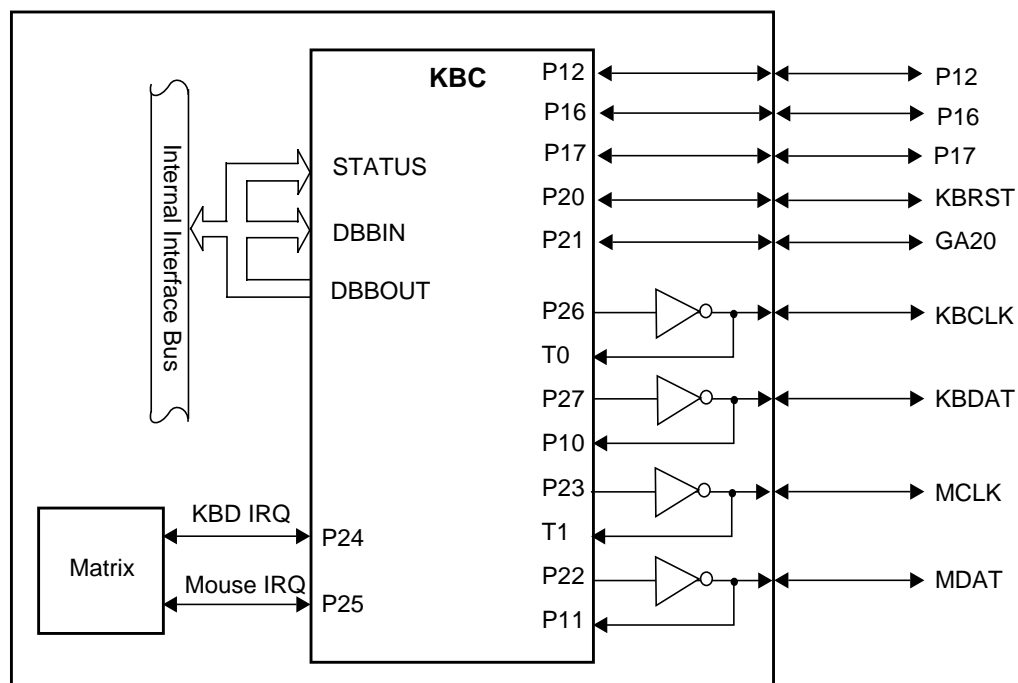 KBC
Internal Interface Bus
STATUS
DBBIN
DBBOUT
P12
P16
P17
P20
P21
P26
T0
P27
P10
P23
T1
P22
P11
P12
P16
P17
KBRST
GA20
KBCLK
KBDAT
MCLK
MDAT
Matrix
KBD IRQ
Mouse IRQ
P24
P25